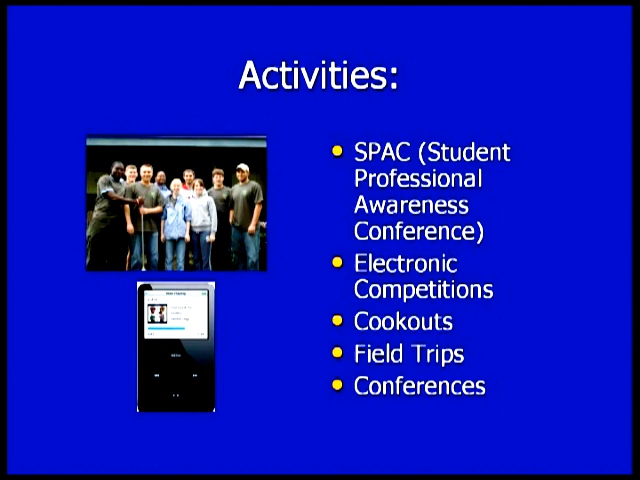 Activities:
SPAC (Student
Professional
Awareness
Conference)
Electronic
Competitions
Cookouts
Field Trips
Conferences